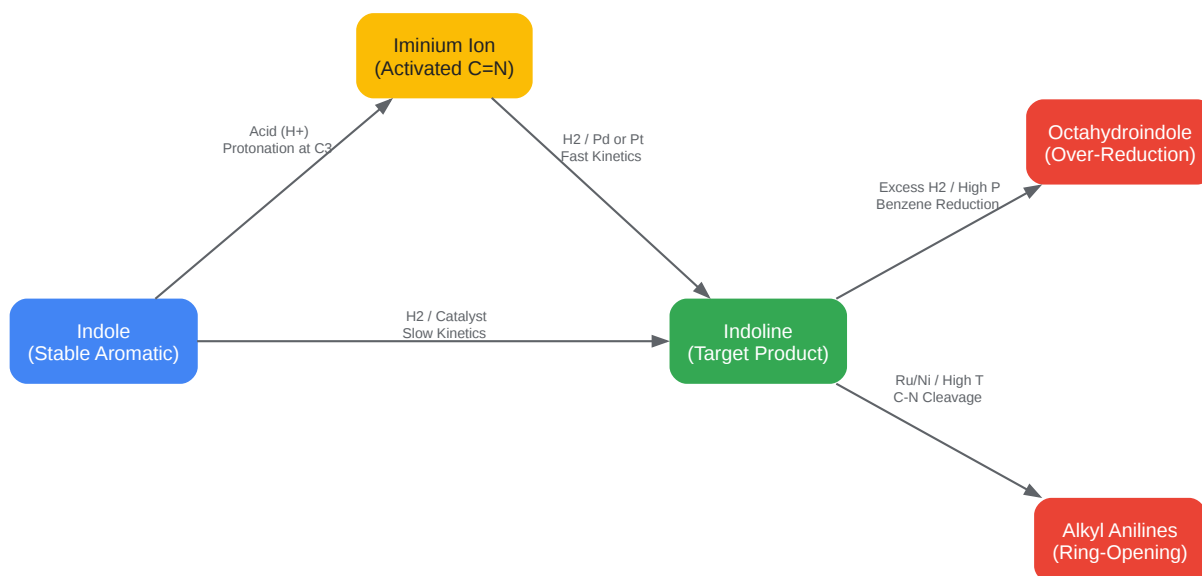 Iminium Ion
(Activated C=N)
Acid (H+)
Protonation at C3
H2 / Pd or Pt
Fast Kinetics
Octahydroindole
(Over-Reduction)
Excess H2 / High P
Benzene Reduction
Indole
(Stable Aromatic)
H2 / Catalyst
Slow Kinetics
Indoline
(Target Product)
Ru/Ni / High T
C-N Cleavage
Alkyl Anilines
(Ring-Opening)